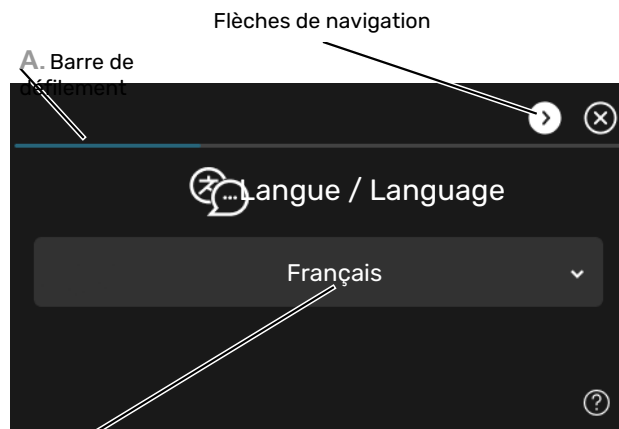 Flèches de navigation
A. Barre de
défilement
Langue / Language
Français